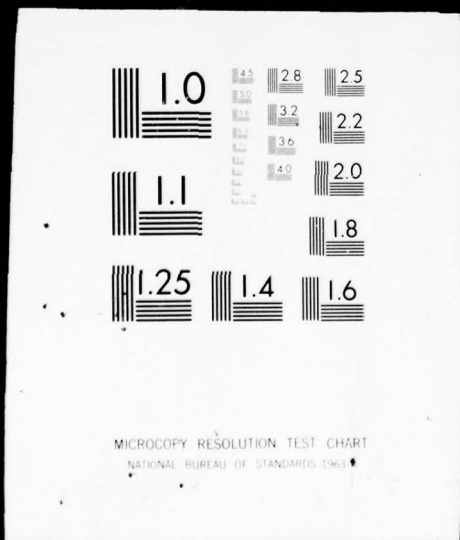 1.0 4.5 2.8 2.5
5.0
3.2 2.2
3.6
1.1 4.0 2.0
1.8
1.25 1.4 1.6
MICROCOPY RESOLUTION TEST CHART
NATIONAL BUREAU OF STANDARDS-1963-